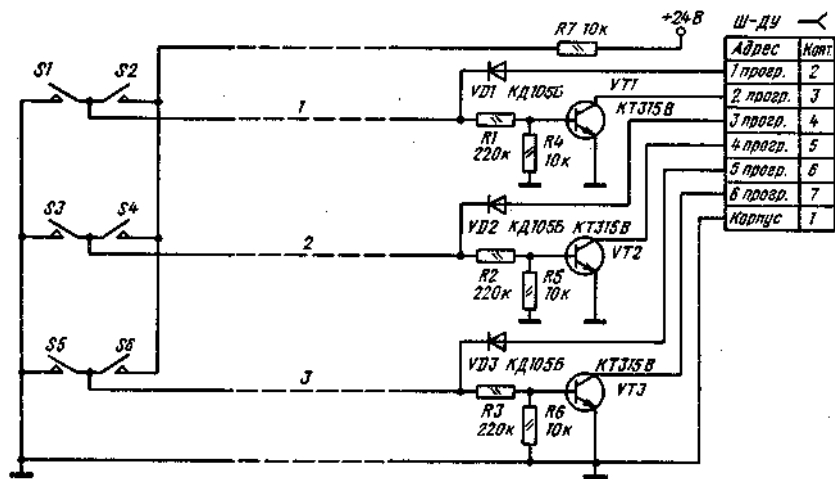 R7 10к
+24В
Ш-ДУ
Адрес Конт.
1 прогр. 2
2 прогр. 3
3 прогр. 4
4 прогр. 5
5 прогр. 6
6 прогр. 7
Корпус 1
S1 S2
1
VD1 КД105Б
VT1
КТ315В
R1
220к
R4
10к
S3 S4
2
VD2 КД105Б
КТ315В
VT2
R2
220к
R5
10к
S5 S6
3
VD3 КД105Б
КТ315В
VT3
R3
220к
R6
10к